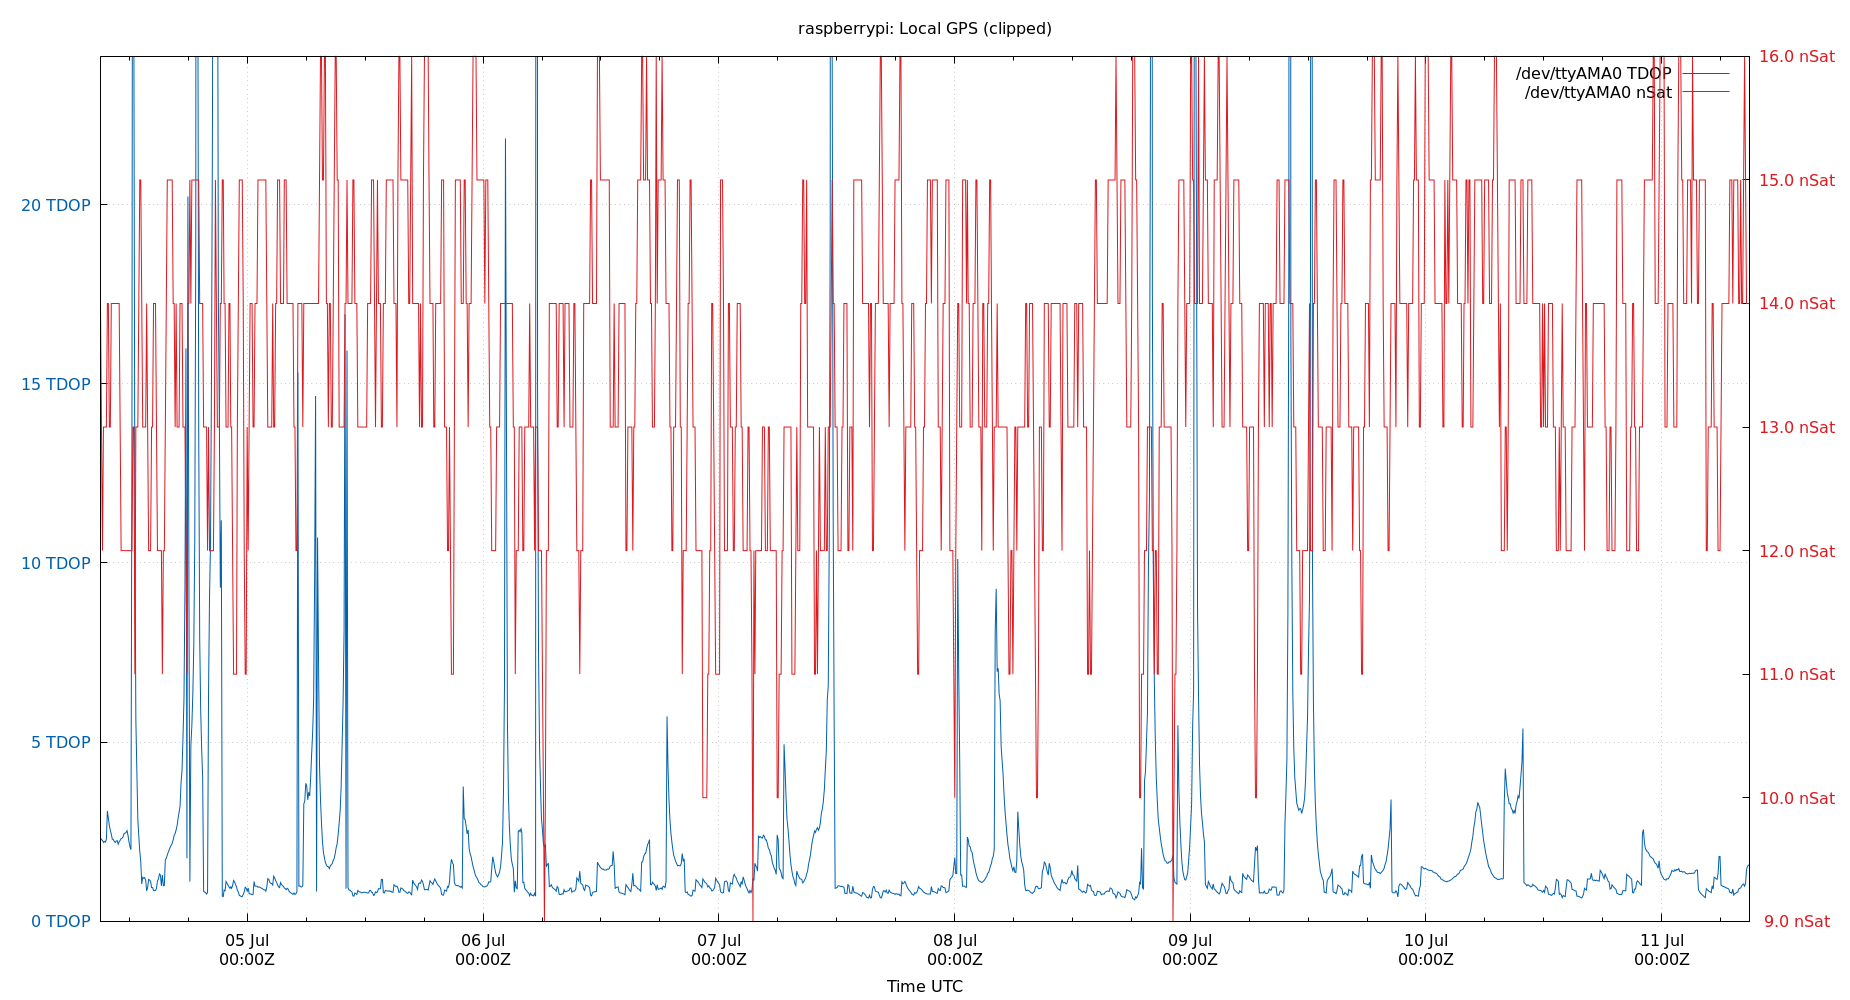 raspberrypi: Local GPS (clipped)
/dev/ttyAMA0 TDOP
/dev/ttyAMA0 nSat
20 TDOP
15 TDOP
10 TDOP
5 TDOP
0 TDOP
16.0 nSat
15.0 nSat
14.0 nSat
13.0 nSat
12.0 nSat
11.0 nSat
10.0 nSat
9.0 nSat
05 Jul
00:00Z
06 Jul
00:00Z
07 Jul
00:00Z
08 Jul
00:00Z
09 Jul
00:00Z
10 Jul
00:00Z
11 Jul
00:00Z
Time UTC